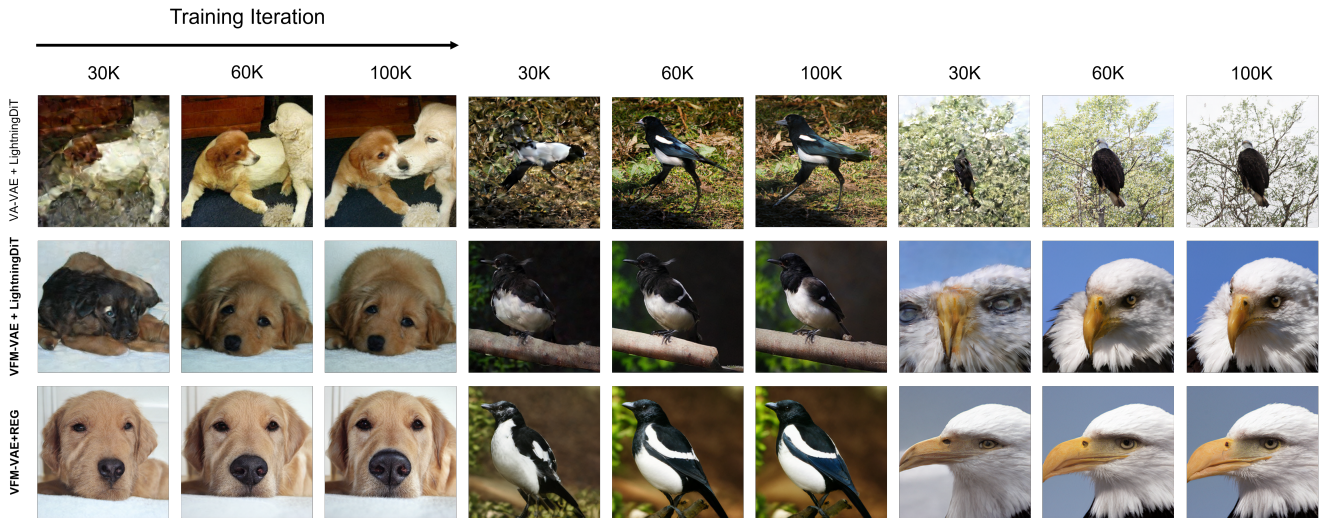 Training Iteration
30K 60K 100K 30K 60K 100K 30K 60K 100K
VA-VAE + LightningDiT
VFM-VAE + LightningDiT
VFM-VAE+REG